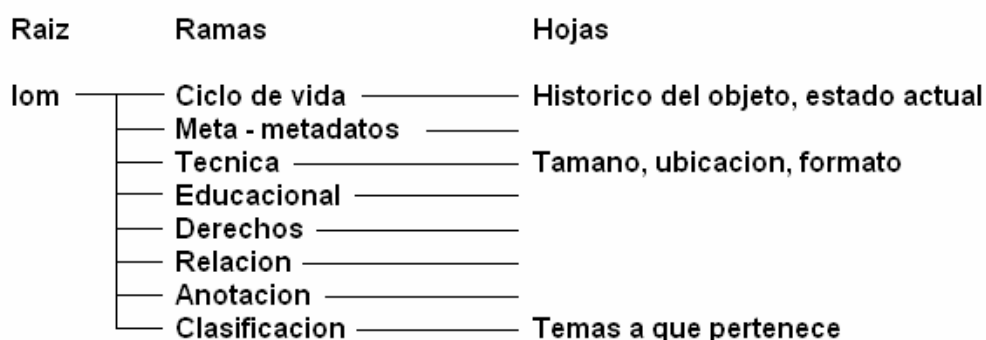 Raiz Ramas Hojas
lom Ciclo de vida Historico del objeto, estado actual
Meta - metadatos
Tecnica Tamano, ubicacion, formato
Educacional
Derechos
Relacion
Anotacion
Clasificacion Temas a que pertenece